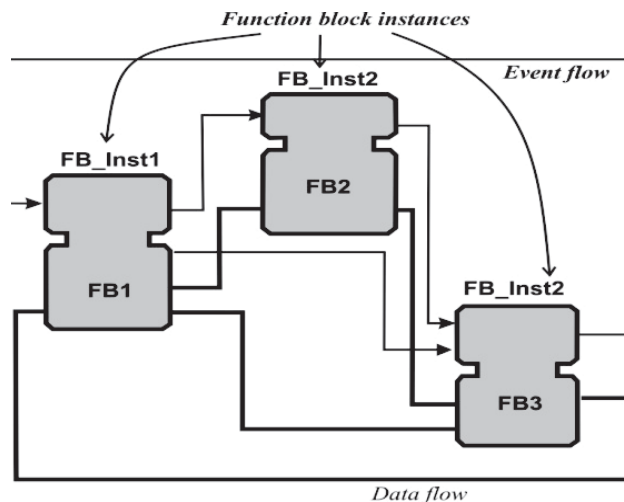 Function block instances
Event flow
FB_Inst2
FB_Inst1
FB2
FB1
FB_Inst2
FB3
Data flow